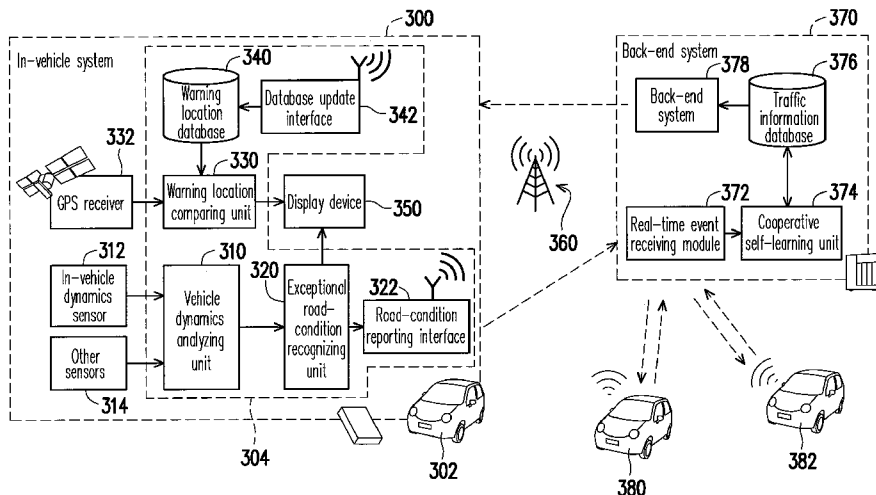 300
370
In-vehicle system
340
Warning
location
database
Database update
interface
342
332
GPS receiver
330
Warning location
comparing unit
Display device
350
312
In-vehicle
dynamics
sensor
310
Vehicle
dynamics
analyzing
unit
320
Exceptional
road-
condition
recognizing
unit
322
Road-condition
reporting interface
Other
sensors
314
304
302
360
Back-end system
378
Back-end
system
376
Traffic
information
database
372
Real-time event
receiving module
374
Cooperative
self-learning unit
380
382